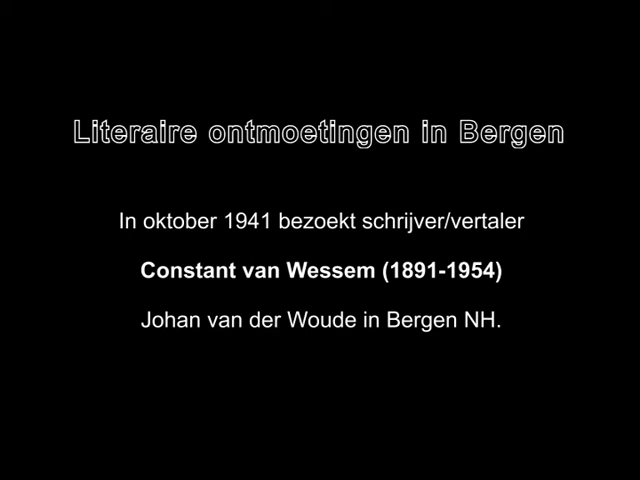 Literaire ontmoetingen in Bergen
In oktober 1941 bezoekt schrijver/vertaler
Constant van Wessem (1891-1954)
Johan van der Woude in Bergen NH.